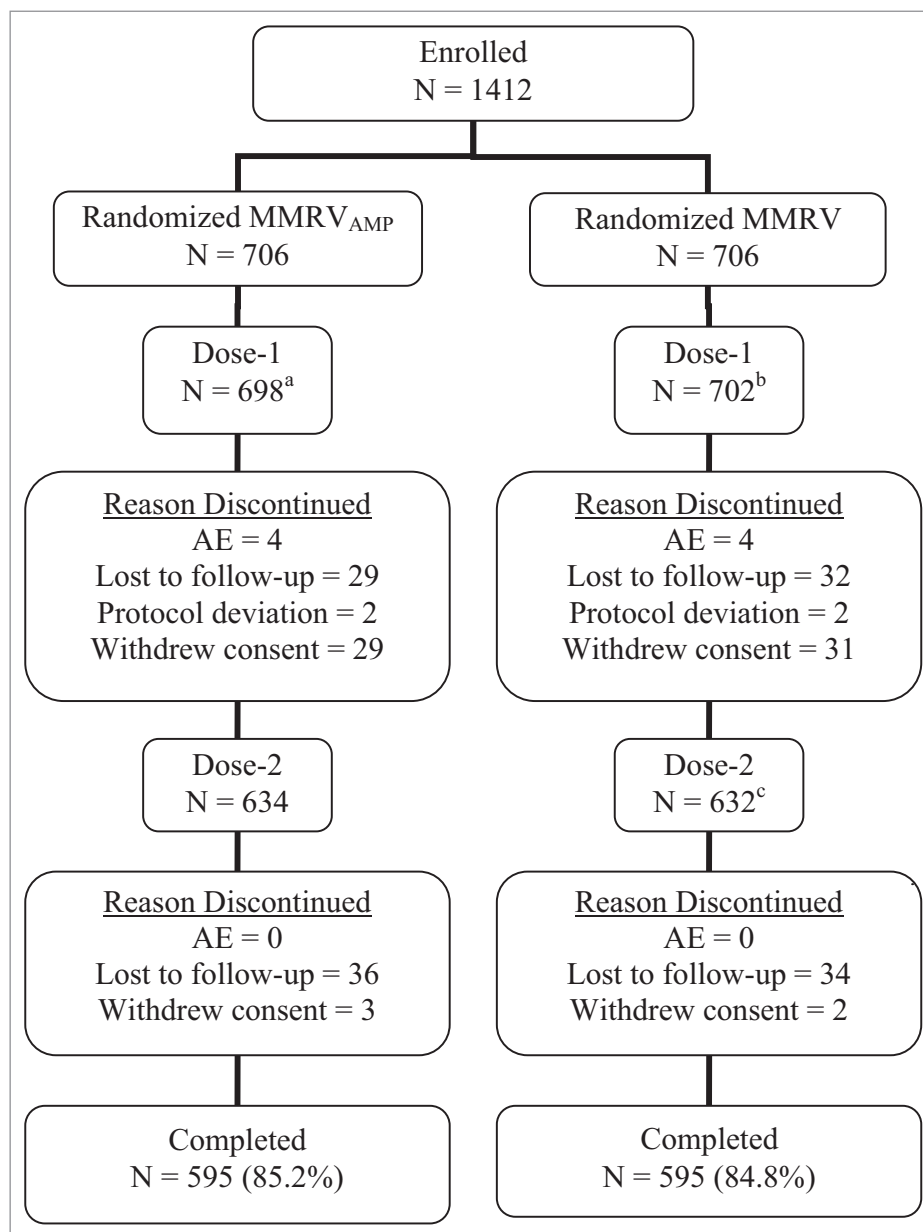 Enrolled
N = 1412
Randomized MMRVAMP
N = 706
Randomized MMRV
N = 706
Dose-1
N = 698a
Dose-1
N = 702b
Reason Discontinued
AE = 4
Lost to follow-up = 29
Protocol deviation = 2
Withdrew consent = 29
Reason Discontinued
AE = 4
Lost to follow-up = 32
Protocol deviation = 2
Withdrew consent = 31
Dose-2
N = 634
Dose-2
N = 632c
Reason Discontinued
AE = 0
Lost to follow-up = 36
Withdrew consent = 3
Reason Discontinued
AE = 0
Lost to follow-up = 34
Withdrew consent = 2
Completed
N = 595 (85.2%)
Completed
N = 595 (84.8%)